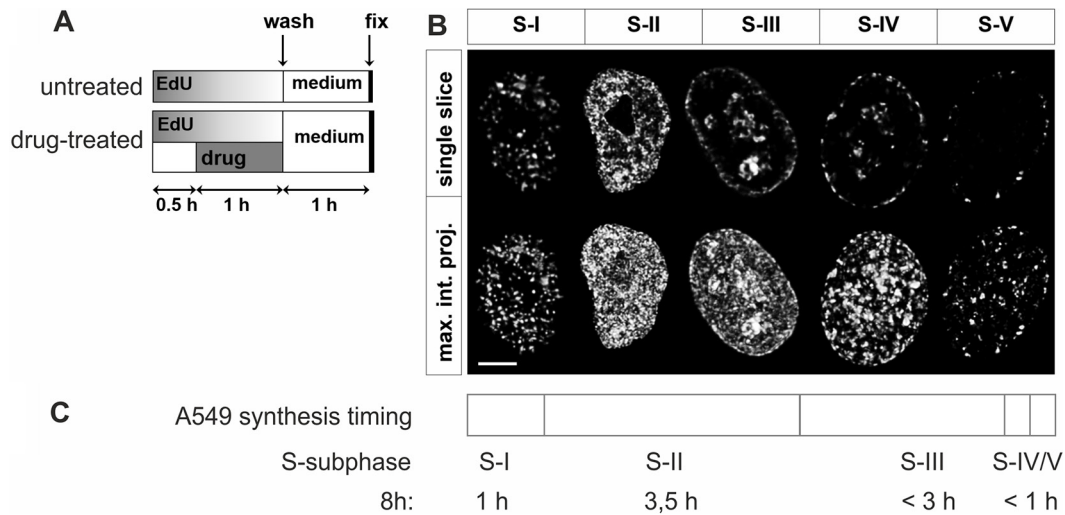 A
wash
fix
untreated
EdU
medium
drug-treated
EdU
medium
drug
0.5 h
1 h
1 h
B
S-I
S-II
S-III
S-IV
S-V
single slice
max. int. proj.
C
A549 synthesis timing
S-subphase
S-I
S-II
S-III
S-IV/V
8h:
1 h
3,5 h
< 3 h
< 1 h